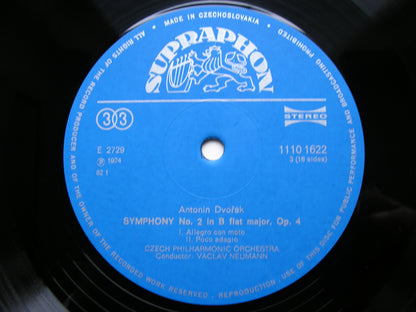 • MADE IN CZECHOSLOVAKIA •
ALL RIGHTS OF THE RECORD PRODUCER AND OF THE OWNER OF THE RECORDED WORK RESERVED . REPRODUCTION . USE OF THIS DISC FOR PUBLIC PERFORMANCE AND BROADCASTING PROHIBITED
SUPRAPHON
33
STEREO
E 2729
1110 1622
℗ 1974
3 (16 sides)
82 1
Antonín Dvořák
SYMPHONY No. 2 in B flat major, Op. 4
I. Allegro con moto
II. Poco adagio
CZECH PHILHARMONIC ORCHESTRA
Conductor: VÁCLAV NEUMANN